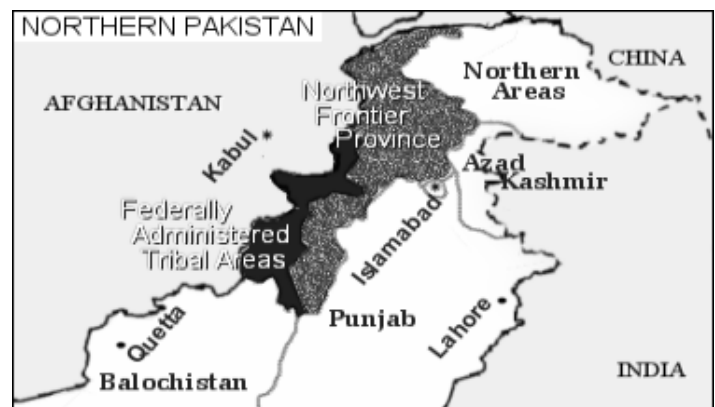 NORTHERN PAKISTAN
CHINA
Northern
Areas
AFGHANISTAN
Northwest
Frontier
Province
Kabul
Azad
Kashmir
Federally
Administered
Tribal Areas
Islamabad
Punjab
Lahore
Quetta
Balochistan
INDIA